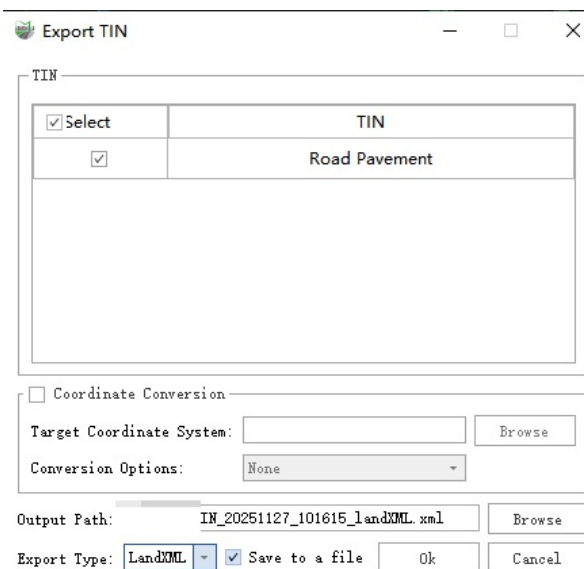 Export TIN
TIN
Select TIN
Road Pavement
Coordinate Conversion
Target Coordinate System: Browse
Conversion Options: None
Output Path: IN_20251127_101615_landXML.xml Browse
Export Type: LandXML Save to a file Ok Cancel